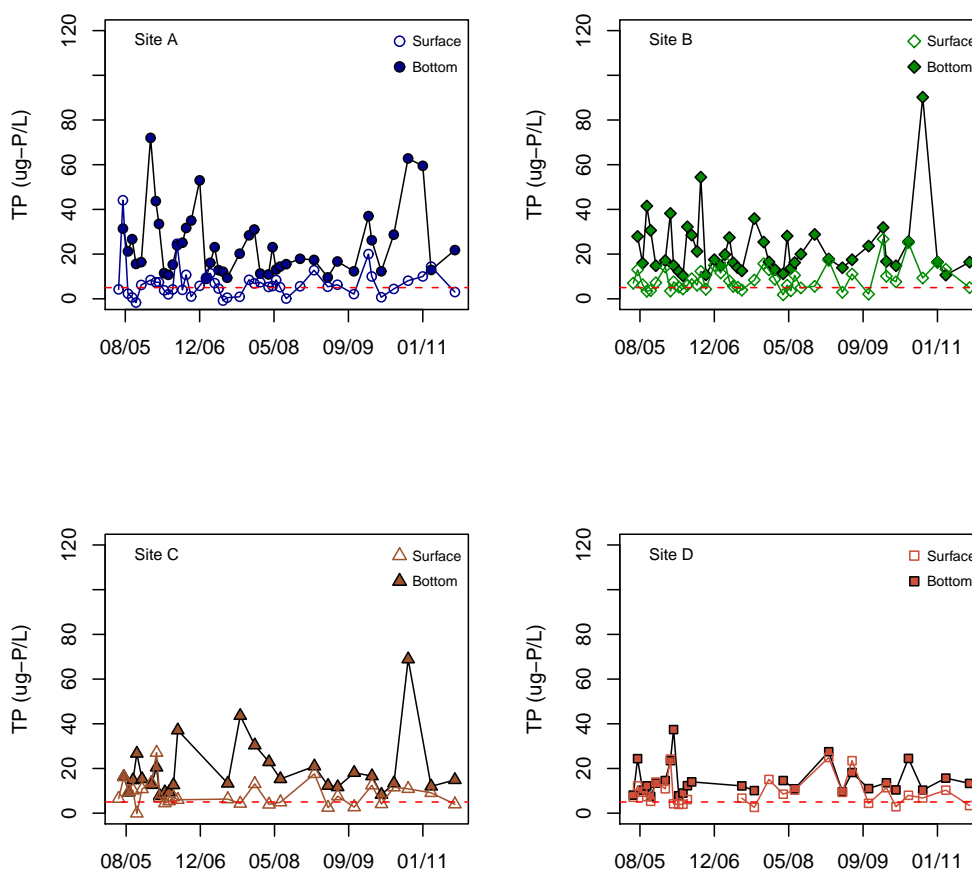 Site A
Surface
Bottom
TP (ug−P/L)
0 20 40 60 80 120
08/05 12/06 05/08 09/09 01/11
Site B
Surface
Bottom
TP (ug−P/L)
0 20 40 60 80 120
08/05 12/06 05/08 09/09 01/11
Site C
Surface
Bottom
TP (ug−P/L)
0 20 40 60 80 120
08/05 12/06 05/08 09/09 01/11
Site D
Surface
Bottom
TP (ug−P/L)
0 20 40 60 80 120
08/05 12/06 05/08 09/09 01/11